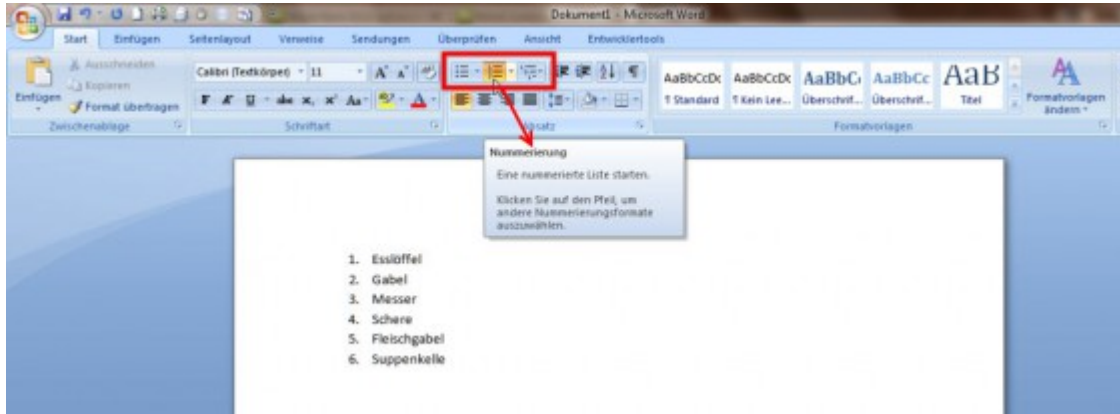 Dokument1 - Microsoft Word
Start Einfügen Seitenlayout Verweise Sendungen Überprüfen Ansicht Entwicklertools
Einfügen
Ausschneiden
Kopieren
Format übertragen
Zwischenablage
Calibri (Textkörper) 11
F K U abc x, x² Aa A
Schriftart
Absatz
AaBbCcDc AaBbCcDc AaBbC AaBbCc AaB
¶ Standard ¶ Kein Lee... Überschrif... Überschrif... Titel
Formatvorlagen
Formatvorlagen ändern
Nummerierung
Eine nummerierte Liste starten.
Klicken Sie auf den Pfeil, um
andere Nummerierungsformate
auszuwählen.
1. Esslöffel
2. Gabel
3. Messer
4. Schere
5. Fleischgabel
6. Suppenkelle